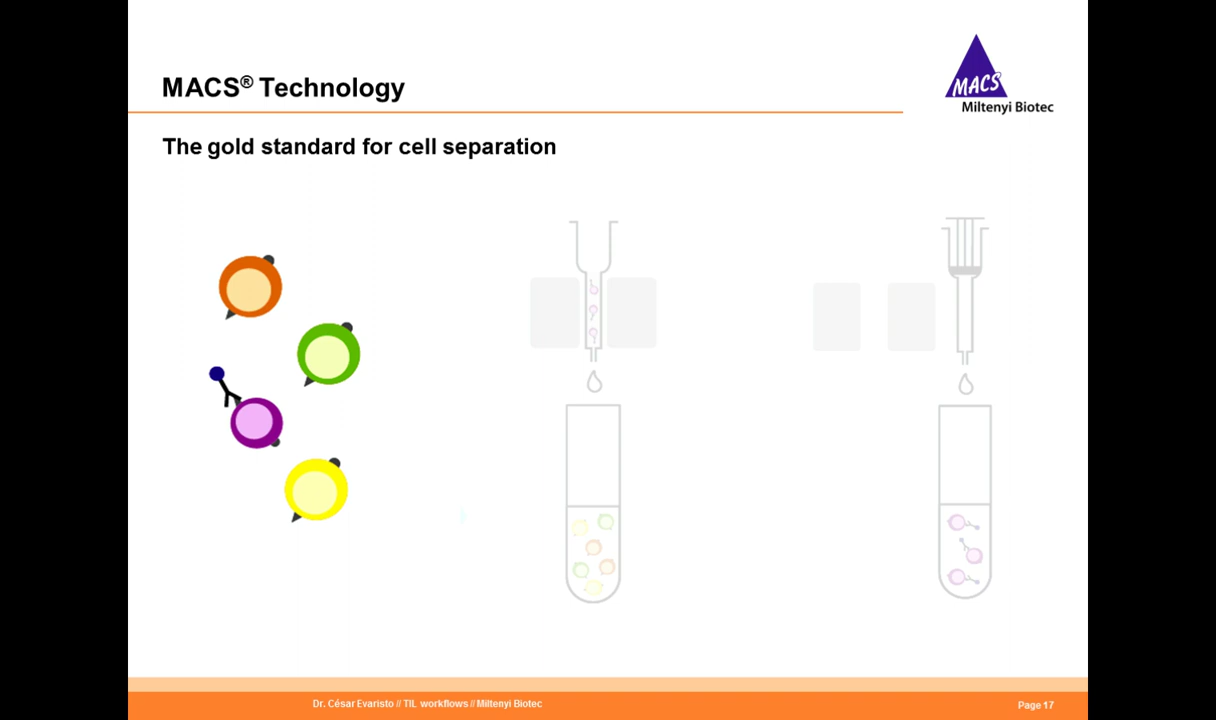 MACS® Technology
MACS
Miltenyi Biotec
The gold standard for cell separation
Dr. César Evaristo // TIL workflows // Miltenyi Biotec
Page 17